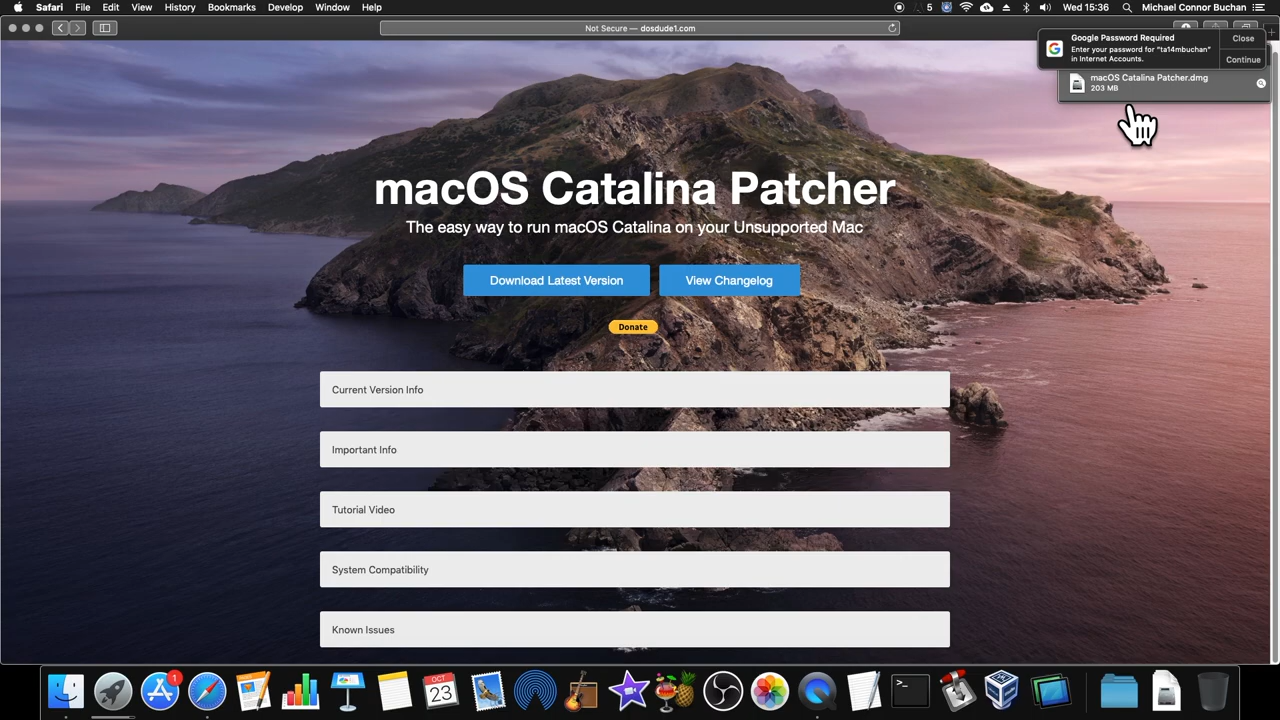 Safari File Edit View History Bookmarks Develop Window Help
5 Wed 15:36 Michael Connor Buchan
Not Secure — dosdude1.com
Google Password Required
Close
Enter your password for "ta14mbuchan"
in Internet Accounts.
Continue
macOS Catalina Patcher.dmg
203 MB
macOS Catalina Patcher
The easy way to run macOS Catalina on your Unsupported Mac
Download Latest Version View Changelog
Donate
Current Version Info
Important Info
Tutorial Video
System Compatibility
Known Issues
1
OCT
23
>_